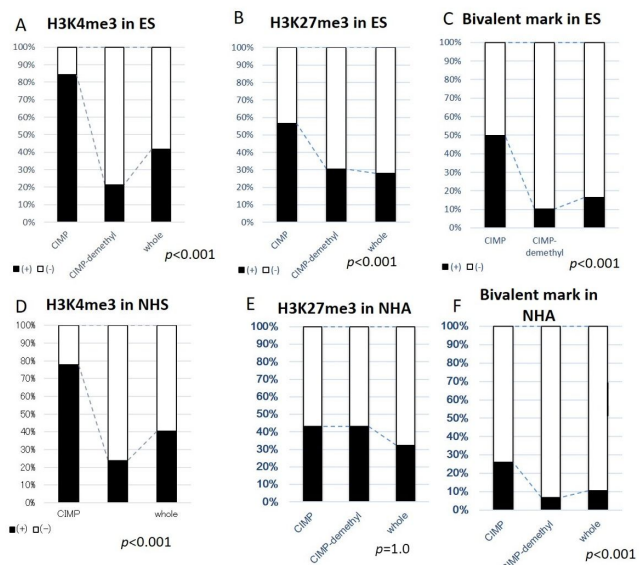 A
H3K4me3 in ES
100%
90%
80%
70%
60%
50%
40%
30%
20%
10%
0%
CIMP
CIMP-demethyl
whole
■(+) □(-)
p<0.001
B
H3K27me3 in ES
100%
90%
80%
70%
60%
50%
40%
30%
20%
10%
0%
CIMP
CIMP-demethyl
whole
■(+) □(-)
p<0.001
C
Bivalent mark in ES
100%
90%
80%
70%
60%
50%
40%
30%
20%
10%
0%
CIMP
CIMP-
demethyl
■(+) □(-)
p<0.001
D
H3K4me3 in NHS
100%
90%
80%
70%
60%
50%
40%
30%
20%
10%
0%
CIMP
whole
■(+) □(-)
p<0.001
E
H3K27me3 in NHA
100%
90%
80%
70%
60%
50%
40%
30%
20%
10%
0%
CIMP
CIMP-demethyl
whole
■(+) □(-)
p=1.0
F
Bivalent mark in
NHA
100%
90%
80%
70%
60%
50%
40%
30%
20%
10%
0%
CIMP
CIMP-demethyl
whole
■(+) □(-)
p<0.001